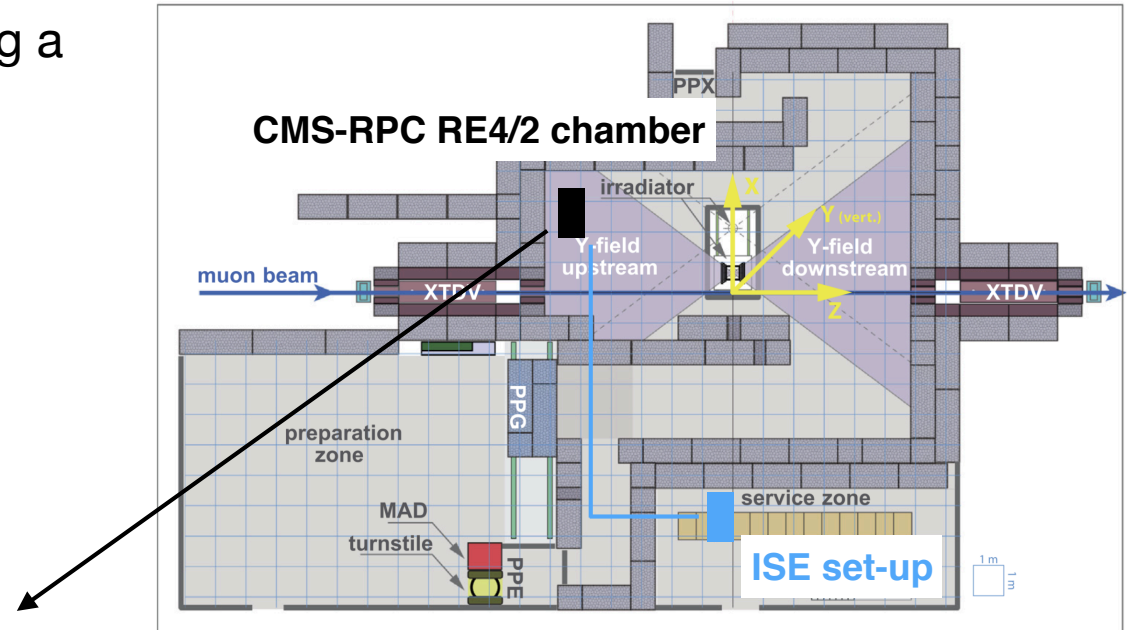 g a
PPX
CMS-RPC RE4/2 chamber
irradiator
X
Y (vert.)
Y-field
upstream
Y-field
downstream
muon beam
XTDV
XTDV
Z
PPG
preparation
zone
service zone
MAD
turnstile
PPE
ISE set-up
1 m
1 m